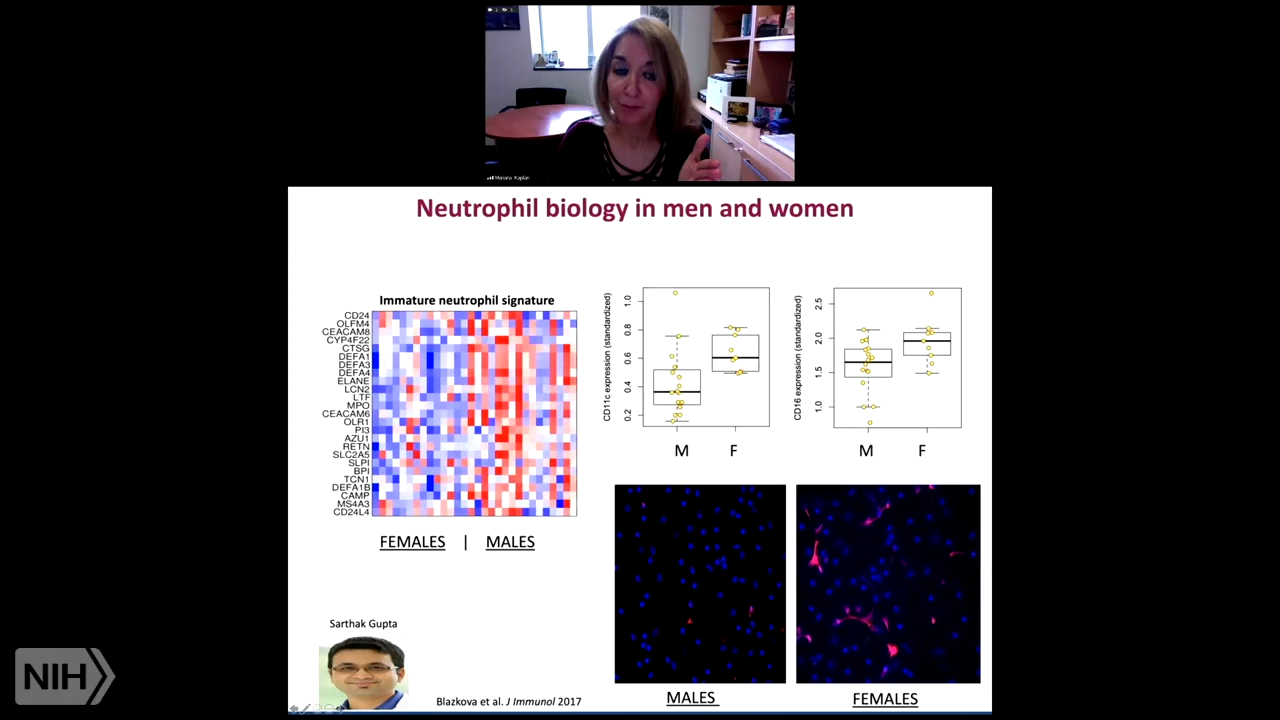 Mariana Kaplan
Neutrophil biology in men and women
Immature neutrophil signature
CD24
OLFM4
CEACAM8
CYP4F22
CTSG
DEFA1
DEFA3
DEFA4
ELANE
LCN2
LTF
MPO
CEACAM6
OLR1
PI3
AZU1
RETN
SLC2A5
SLPI
BPI
TCN1
DEFA1B
CAMP
MS4A3
CD24L4
FEMALES | MALES
CD11c expression (standardized)
1.0
0.8
0.6
0.4
0.2
M F
CD16 expression (standardized)
2.5
2.0
1.5
1.0
M F
MALES
FEMALES
Sarthak Gupta
Blazkova et al. J Immunol 2017
NIH